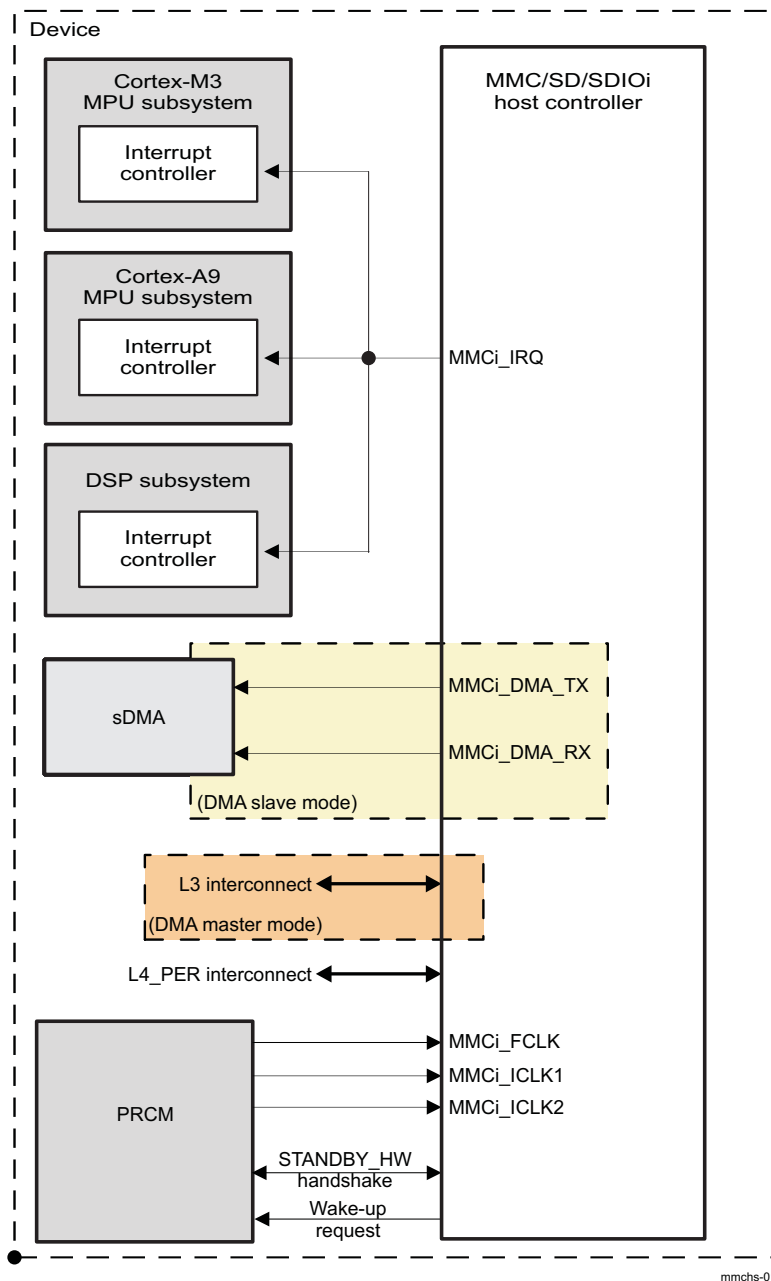 Device
Cortex-M3
MPU subsystem
Interrupt
controller
MMC/SD/SDIOi
host controller
Cortex-A9
MPU subsystem
Interrupt
controller
MMCi_IRQ
DSP subsystem
Interrupt
controller
sDMA
MMCi_DMA_TX
MMCi_DMA_RX
(DMA slave mode)
L3 interconnect
(DMA master mode)
L4_PER interconnect
PRCM
MMCi_FCLK
MMCi_ICLK1
MMCi_ICLK2
STANDBY_HW
handshake
Wake-up
request
mmchs-0